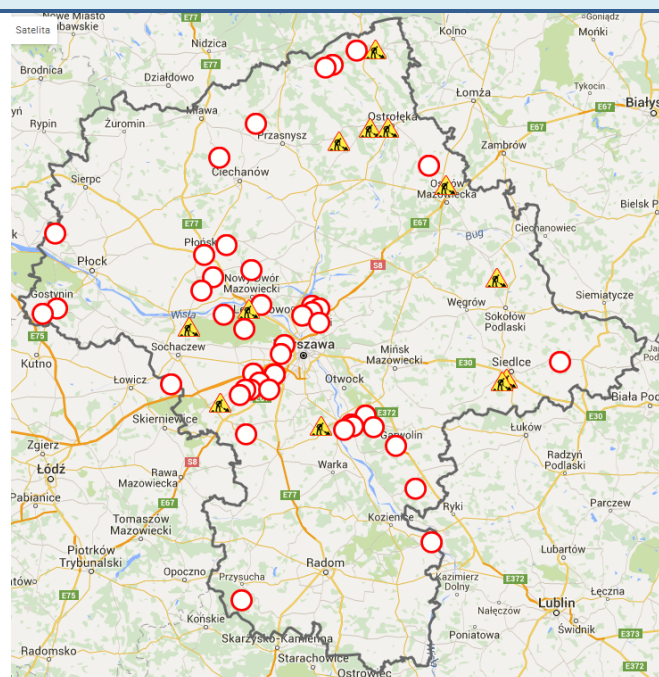 Nowe Miasto
Lubawskie
Satelita
Nidzica
E77
Kolno
Goniądz
Mońki
Brodnica
Działdowo
Łomża
Tykocin
E67
Rypin
Żuromin
Mława
Przasnysz
Ostrołęka
E67
Zambrów
Sierpc
Ciechanów
Ostrów
Mazowiecka
Bielsk P
E77
E67
Bug
Ciechanowiec
Płońsk
Płock
S8
Nowy Dwór
Mazowiecki
Gostynin
Wisła
Węgrów
Sokołów
Podlaski
Siemiatycze
E75
Kutno
Sochaczew
Mińsk
Mazowiecki
E30
Siedlce
Łowicz
Otwock
Biała Pod
Skierniewice
E372
Garwolin
Łuków
E30
Zgierz
S8
Rawa
Mazowiecka
Warka
Radzyń
Podlaski
Łódź
Pabianice
E67
E77
Ryki
Parczew
Tomaszów
Mazowiecki
Kozienice
Piotrków
Trybunalski
Opoczno
Przysucha
Radom
Lubartów
E372
Kazimierz
Dolny
Łęczna
E75
Końskie
Nałęczów
Lublin
Świdnik
Radomsko
Skarżysko-Kamienna
Poniatowa
E373
Starachowice
Ostrowiec